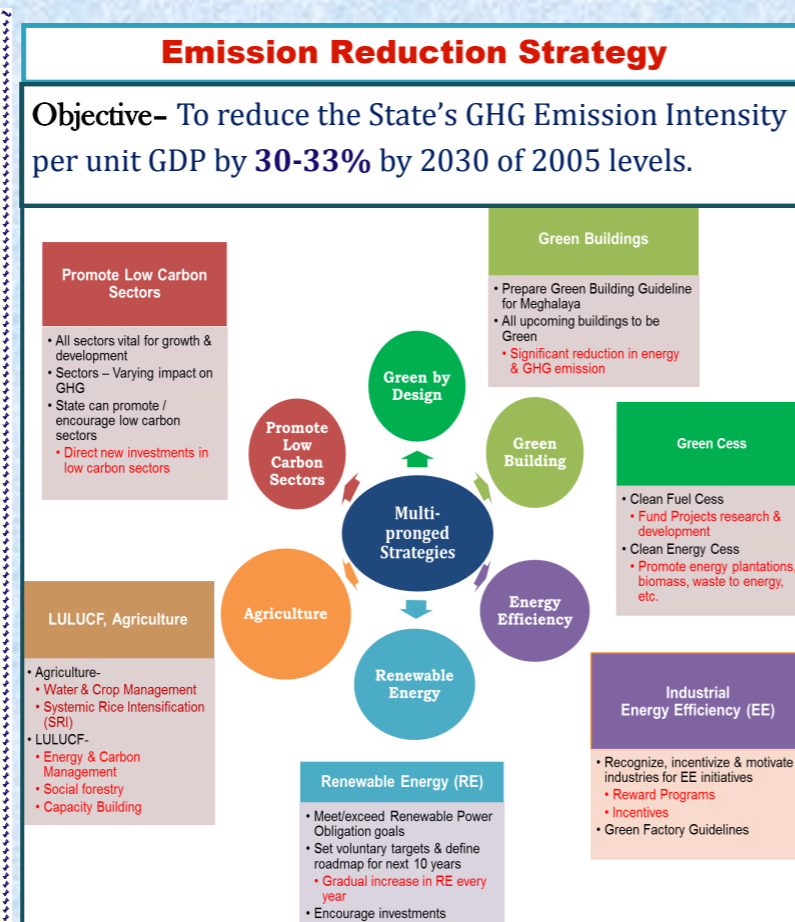 Emission Reduction Strategy
Objective– To reduce the State's GHG Emission Intensity
per unit GDP by 30-33% by 2030 of 2005 levels.
Promote Low Carbon
Sectors
• All sectors vital for growth &
development
• Sectors – Varying impact on
GHG
• State can promote /
encourage low carbon
sectors
• Direct new investments in
low carbon sectors
Green Buildings
• Prepare Green Building Guideline
for Meghalaya
• All upcoming buildings to be
Green
• Significant reduction in energy
& GHG emission
Green by
Design
Promote
Low
Carbon
Sectors
Green
Building
Multi-
pronged
Strategies
Agriculture
Energy
Efficiency
Renewable
Energy
Green Cess
• Clean Fuel Cess
• Fund Projects research &
development
• Clean Energy Cess
• Promote energy plantations,
biomass, waste to energy,
etc.
LULUCF, Agriculture
• Agriculture-
• Water & Crop Management
• Systemic Rice Intensification
(SRI)
• LULUCF-
• Energy & Carbon
Management
• Social forestry
• Capacity Building
Industrial
Energy Efficiency (EE)
• Recognize, incentivize & motivate
industries for EE initiatives
• Reward Programs
• Incentives
• Green Factory Guidelines
Renewable Energy (RE)
• Meet/exceed Renewable Power
Obligation goals
• Set voluntary targets & define
roadmap for next 10 years
• Gradual increase in RE every
year
• Encourage investments